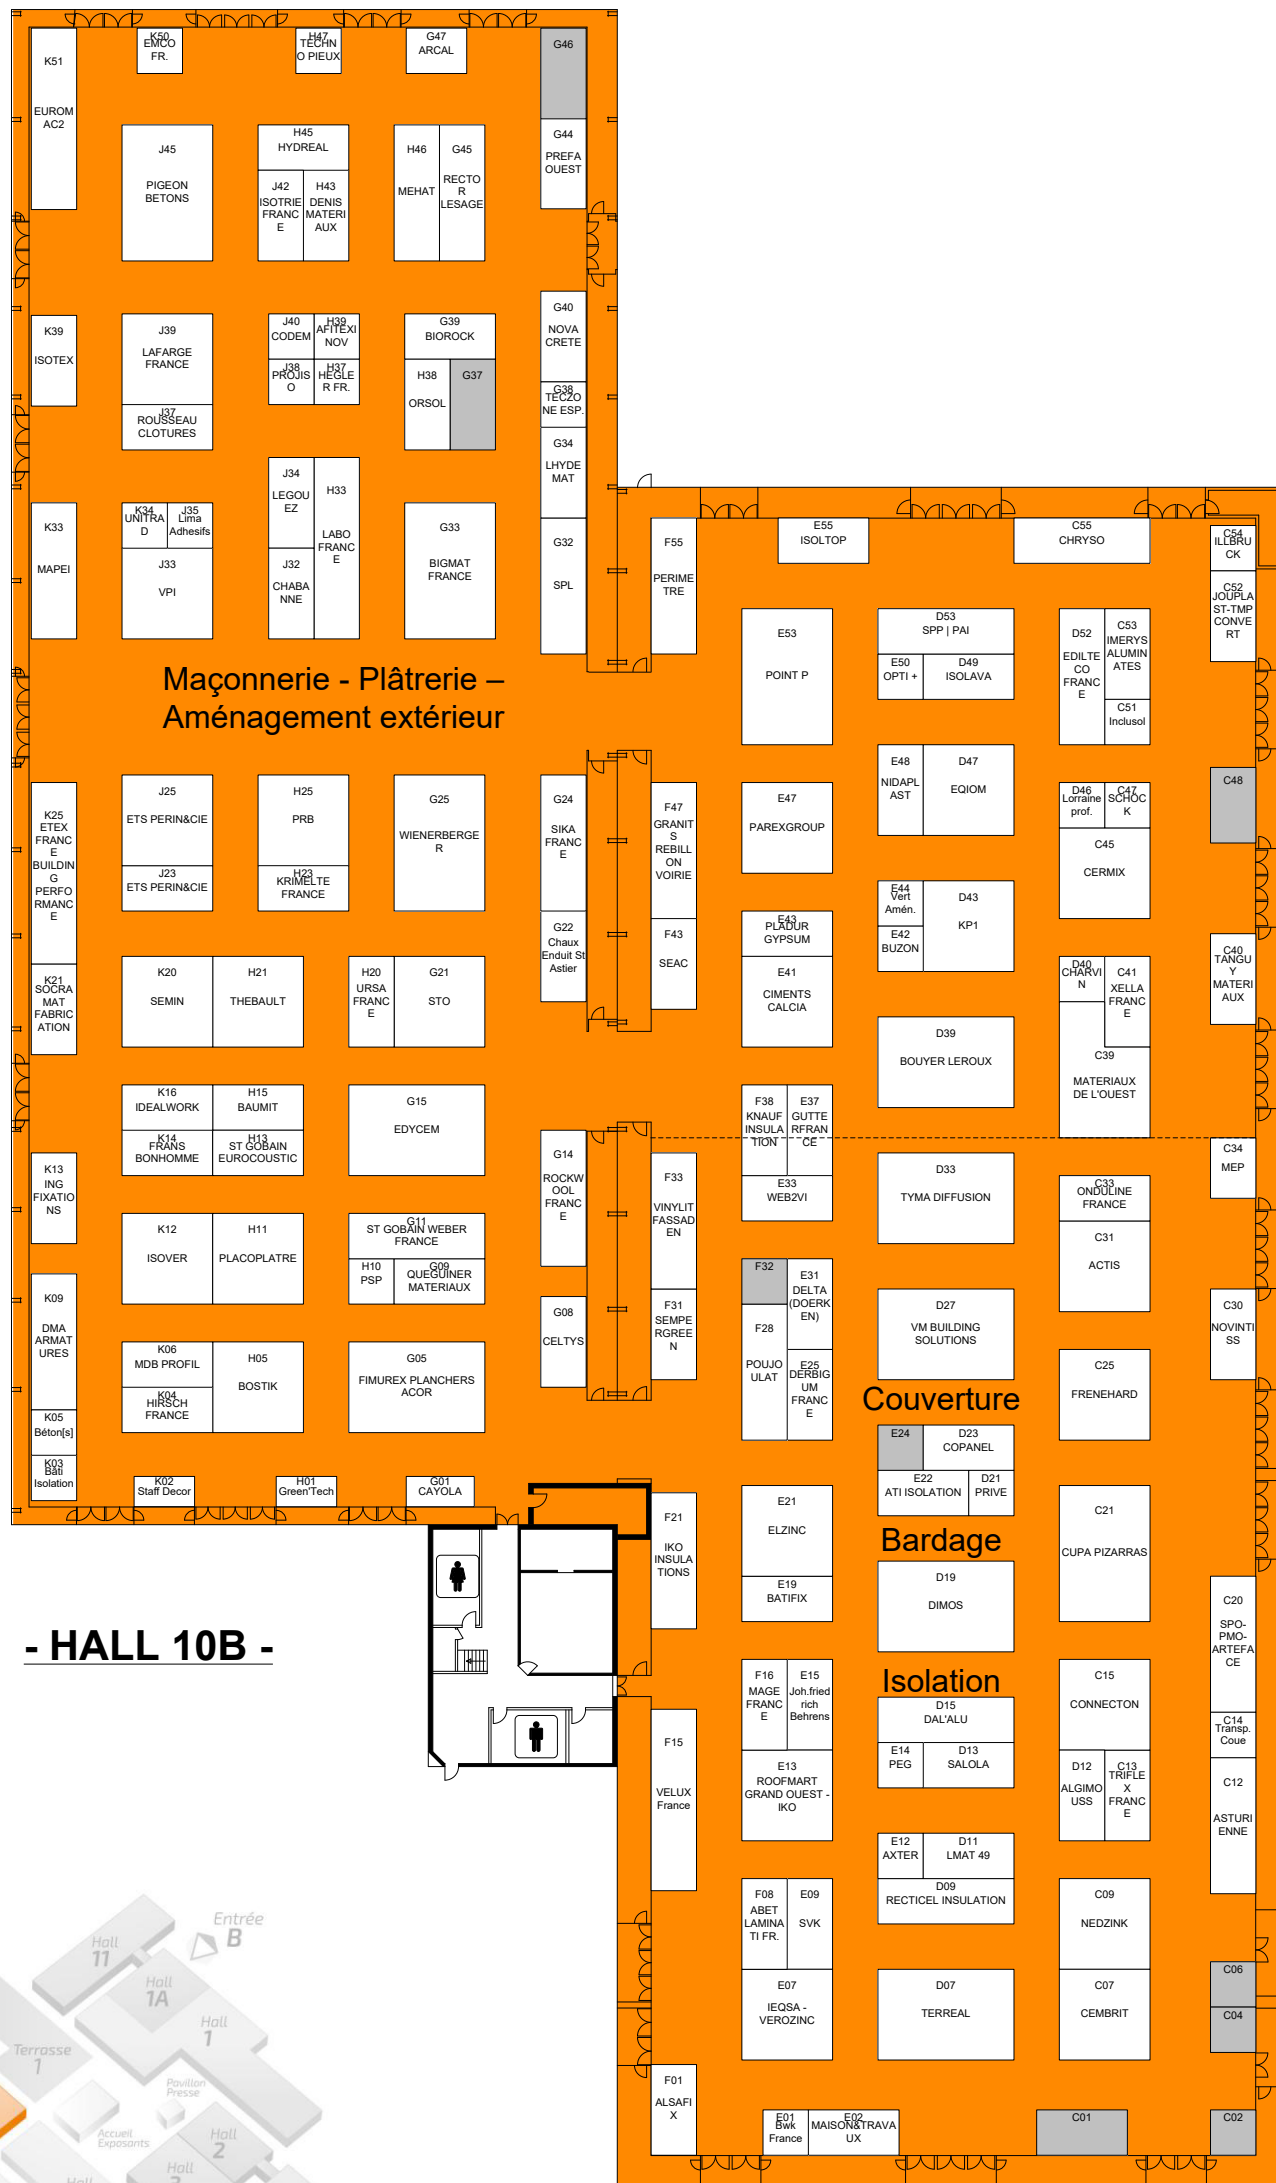 K51
EUROM
AC2
K50
EMCO
FR.
H47
TECHN
O PIEUX
G47
ARCAL
G46
G44
PREFA
OUEST
J45
PIGEON
BETONS
H45
HYDREAL
J42
ISOTRIE
FRANC
E
H43
DENIS
MATERI
AUX
H46
MEHAT
G45
RECTO
R
LESAGE
K39
ISOTEX
J39
LAFARGE
FRANCE
J37
ROUSSEAU
CLOTURES
J40
CODEM
H39
AFITEXI
NOV
J38
PROJIS
O
H37
HEGLE
R FR.
G39
BIOROCK
H38
ORSOL
G37
G40
NOVA
CRETE
G38
TECZO
NE ESP.
G34
LHYDE
MAT
G32
SPL
K33
MAPEI
K34
UNITRA
D
J35
Lima
Adhesifs
J33
VPI
J34
LEGOU
EZ
J32
CHABA
NNE
H33
LABO
FRANC
E
G33
BIGMAT
FRANCE
Maçonnerie - Plâtrerie –
Aménagement extérieur
K25
ETEX
FRANC
E
BUILDIN
G
PERFO
RMANC
E
K21
SOCRA
MAT
FABRIC
ATION
J25
ETS PERIN&CIE
J23
ETS PERIN&CIE
H25
PRB
H23
KRIMELTE
FRANCE
G25
WIENERBERGE
R
G24
SIKA
FRANC
E
G22
Chaux
Enduit St
Astier
K20
SEMIN
H21
THEBAULT
H20
URSA
FRANC
E
G21
STO
K16
IDEALWORK
H15
BAUMIT
K14
FRANS
BONHOMME
H13
ST GOBAIN
EUROCOUSTIC
G15
EDYCEM
G14
ROCKW
OOL
FRANC
E
K13
ING
FIXATIO
NS
K12
ISOVER
H11
PLACOPLATRE
G11
ST GOBAIN WEBER
FRANCE
H10
PSP
G09
QUEGUINER
MATERIAUX
G08
CELTYS
K09
DMA
ARMAT
URES
K06
MDB PROFIL
K04
HIRSCH
FRANCE
H05
BOSTIK
G05
FIMUREX PLANCHERS
ACOR
K05
Béton[s]
K03
Bâti
Isolation
K02
Staff Decor
H01
Green'Tech
G01
CAYOLA
F55
PERIME
TRE
E55
ISOLTOP
C55
CHRYSO
C54
ILLBRU
CK
C52
JOUPLA
ST-TMP
CONVE
RT
E53
POINT P
D53
SPP | PAI
E50
OPTI +
D49
ISOLAVA
D52
EDILTE
CO
FRANC
E
C53
IMERYS
ALUMIN
ATES
C51
Inclusol
F47
GRANIT
S
REBILL
ON
VOIRIE
F43
SEAC
E48
NIDAPL
AST
D47
EQIOM
E47
PAREXGROUP
D46
Lorraine
prof.
C47
SCHOC
K
C45
CERMIX
C48
E44
Vert
Amén.
E42
BUZON
D43
KP1
E43
PLADUR
GYPSUM
E41
CIMENTS
CALCIA
D40
CHARVI
N
C41
XELLA
FRANC
E
C39
MATERIAUX
DE L'OUEST
C40
TANGU
Y
MATERI
AUX
D39
BOUYER LEROUX
F38
KNAUF
INSULA
TION
E37
GUTTE
RFRAN
CE
E33
WEB2VI
F33
VINYLIT
FASSAD
EN
F31
SEMPE
RGREE
N
D33
TYMA DIFFUSION
C34
MEP
C33
ONDULINE
FRANCE
C31
ACTIS
F32
E31
DELTA
(DOERK
EN)
F28
POUJO
ULAT
E25
DERBIG
UM
FRANC
E
D27
VM BUILDING
SOLUTIONS
C30
NOVINTI
SS
C25
FRENEHARD
Couverture
E24
D23
COPANEL
E22
ATI ISOLATION
D21
PRIVE
Bardage
F21
IKO
INSULA
TIONS
E21
ELZINC
E19
BATIFIX
C21
CUPA PIZARRAS
D19
DIMOS
C20
SPO-
PMO-
ARTEFA
CE
C14
Transp.
Coue
C12
ASTURI
ENNE
Isolation
F16
MAGE
FRANC
E
E15
Joh.fried
rich
Behrens
E13
ROOFMART
GRAND OUEST -
IKO
D15
DAL'ALU
E14
PEG
D13
SALOLA
C15
CONNECTON
D12
ALGIMO
USS
C13
TRIFLE
X
FRANC
E
F15
VELUX
France
E12
AXTER
D11
LMAT 49
D09
RECTICEL INSULATION
F08
ABET
LAMINA
TI FR.
E09
SVK
C09
NEDZINK
E07
IEQSA -
VEROZINC
D07
TERREAL
C07
CEMBRIT
C06
C04
F01
ALSAFI
X
E01
Bwk
France
E02
MAISON&TRAVA
UX
C01
C02
- HALL 10B -
Entrée
B
Hall
11
Hall
1A
Hall
1
Terrasse
1
Pavillon
Presse
Accueil
Exposants
Hall
2
Hall
Hall